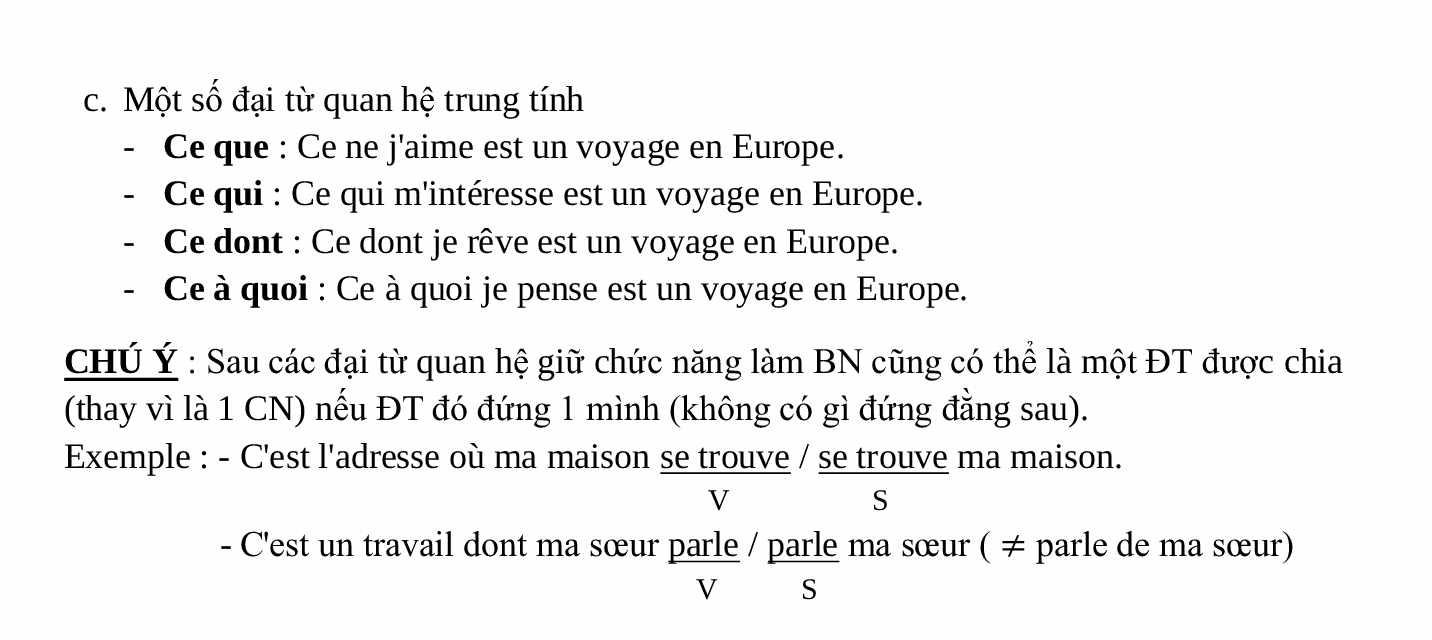 c. Một số đại từ quan hệ trung tính
- Ce que : Ce ne j'aime est un voyage en Europe.
- Ce qui : Ce qui m'intéresse est un voyage en Europe.
- Ce dont : Ce dont je rêve est un voyage en Europe.
- Ce à quoi : Ce à quoi je pense est un voyage en Europe.
CHÚ Ý : Sau các đại từ quan hệ giữ chức năng làm BN cũng có thể là một ĐT được chia
(thay vì là 1 CN) nếu ĐT đó đứng 1 mình (không có gì đứng đằng sau).
Exemple : - C'est l'adresse où ma maison se trouve / se trouve ma maison.
V S
- C'est un travail dont ma sœur parle / parle ma sœur ( ≠ parle de ma sœur)
V S